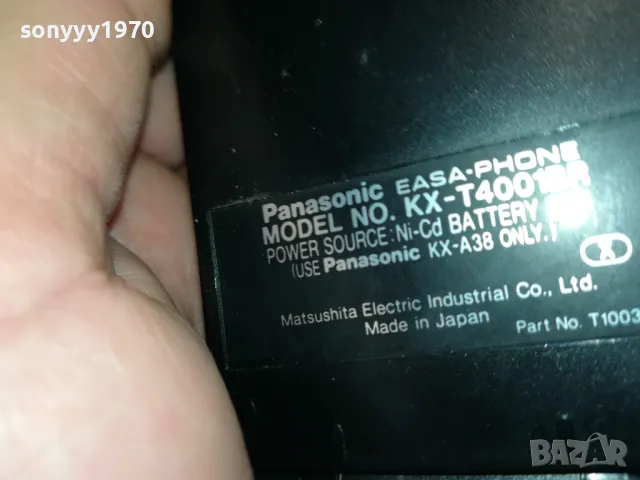 sonyyy1970
Panasonic EASA-PHONE
MODEL NO. KX-T4001BR
POWER SOURCE: Ni-Cd BATTERY
(USE Panasonic KX-A38 ONLY.)
Matsushita Electric Industrial Co., Ltd.
Made in Japan
Part No. T1003
BAZAR